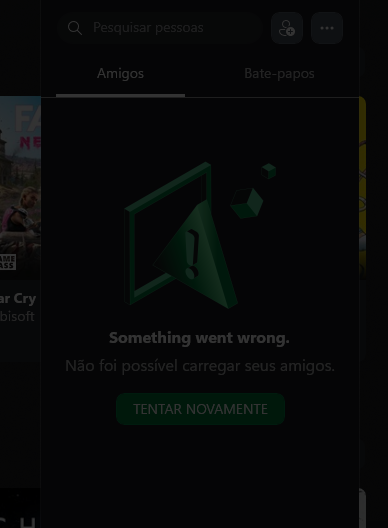 Pesquisar pessoas
Amigos
Bate-papos
FA
NE
GAME
ASS
ar Cry
bisoft
Something went wrong.
Não foi possível carregar seus amigos.
TENTAR NOVAMENTE
C H